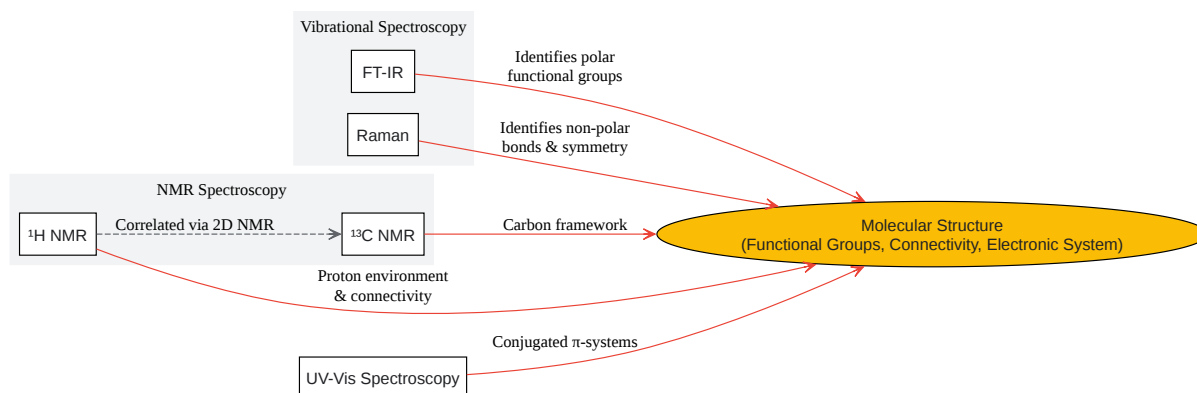 Vibrational Spectroscopy
FT-IR
Identifies polar
functional groups
Raman
Identifies non-polar
bonds & symmetry
NMR Spectroscopy
¹H NMR
Correlated via 2D NMR
¹³C NMR
Carbon framework
Proton environment
& connectivity
Molecular Structure
(Functional Groups, Connectivity, Electronic System)
Conjugated π-systems
UV-Vis Spectroscopy